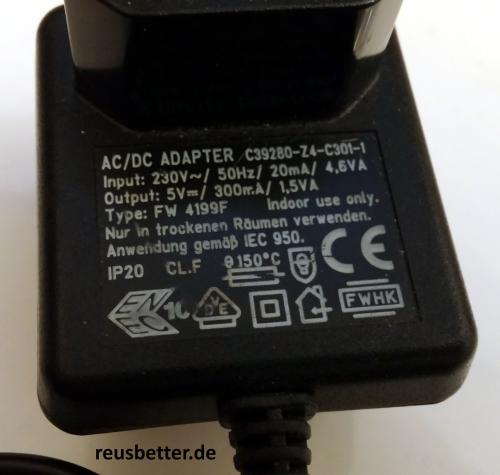 AC/DC ADAPTER C39280-Z4-C301-1
Input: 230V~/ 50Hz/ 20mA/ 4,6VA
Output: 5V⎓/ 300mA/ 1,5VA
Type: FW 4199F Indoor use only.
Nur in trockenen Räumen verwenden.
Anwendung gemäß IEC 950.
IP20 CL.F θ150°C CE
ENEC 10 VDE FWHK
reusbetter.de